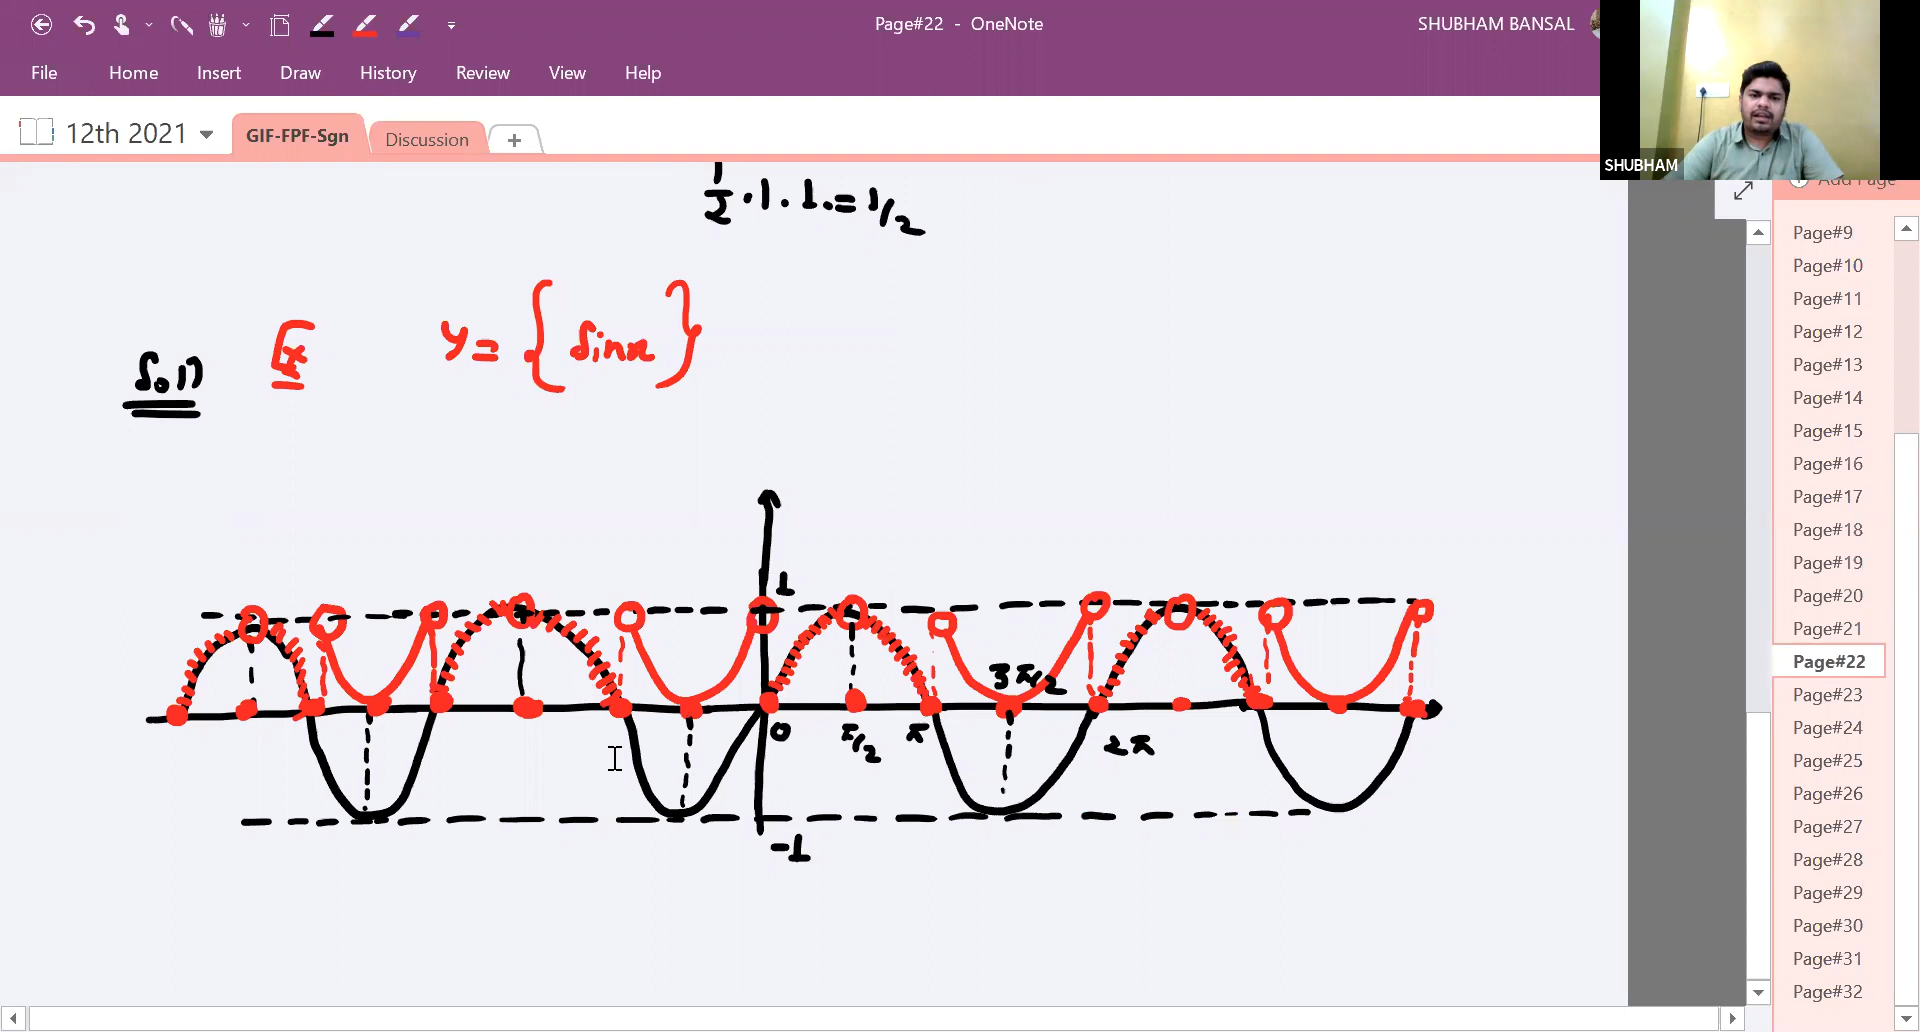 Page#22 - OneNote
SHUBHAM BANSAL
File Home Insert Draw History Review View Help
SHUBHAM
12th 2021
GIF-FPF-Sgn
Discussion
+
Add Page
Page#9
Page#10
Page#11
Page#12
Page#13
Page#14
Page#15
Page#16
Page#17
Page#18
Page#19
Page#20
Page#21
Page#22
Page#23
Page#24
Page#25
Page#26
Page#27
Page#28
Page#29
Page#30
Page#31
Page#32
1/2 · 1 · 1 · = 1/2
Ex y = {sinx}
Soln
1
3π/2
0 π/2 π 2π
-1